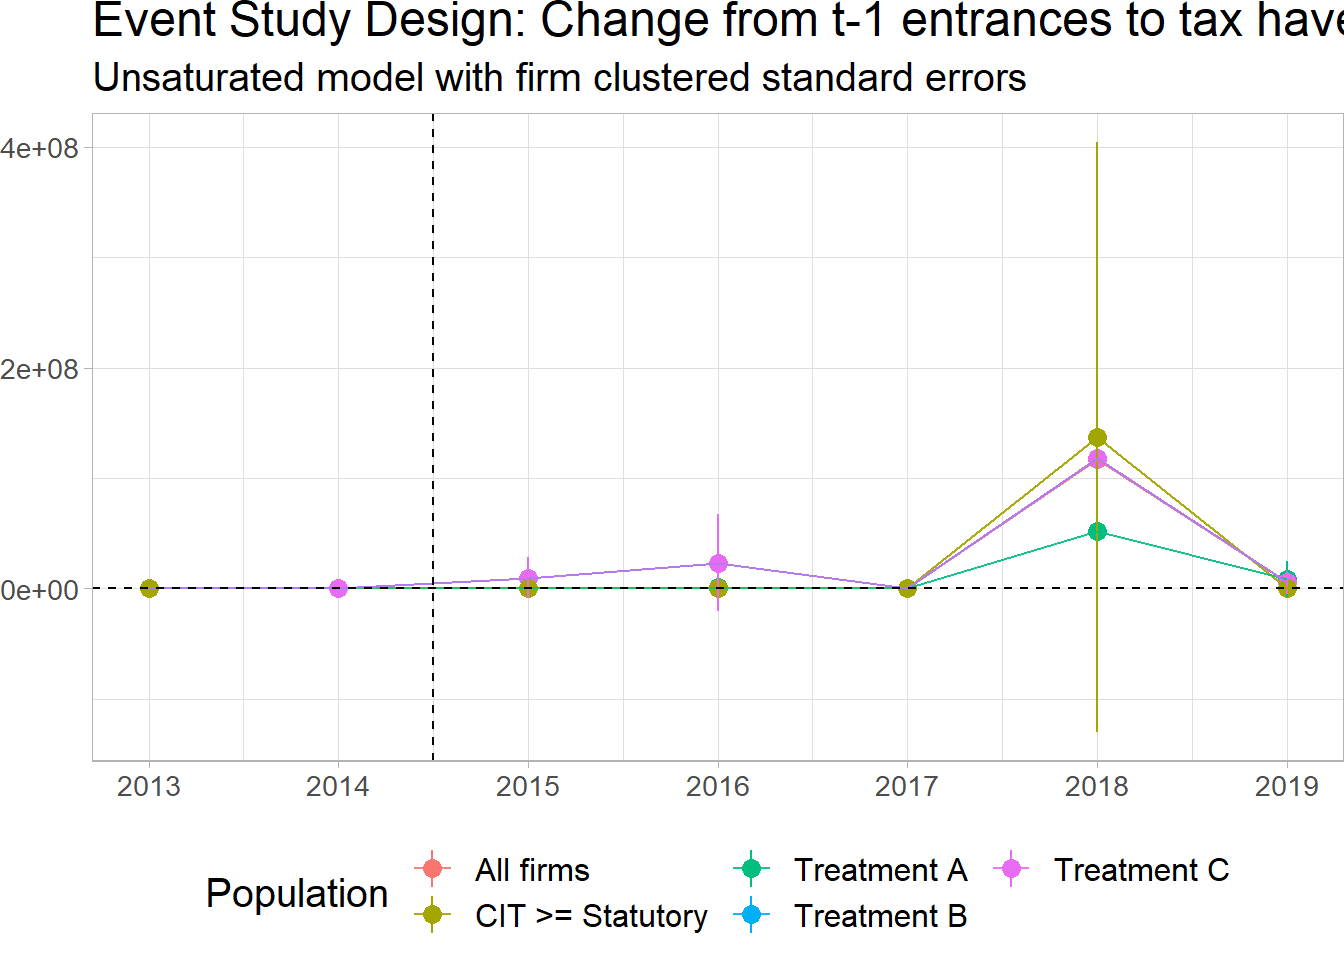 Event Study Design: Change from t-1 entrances to tax have
Unsaturated model with firm clustered standard errors
4e+08
2e+08
0e+00
2013 2014 2015 2016 2017 2018 2019
Population
All firms
CIT >= Statutory
Treatment A
Treatment B
Treatment C